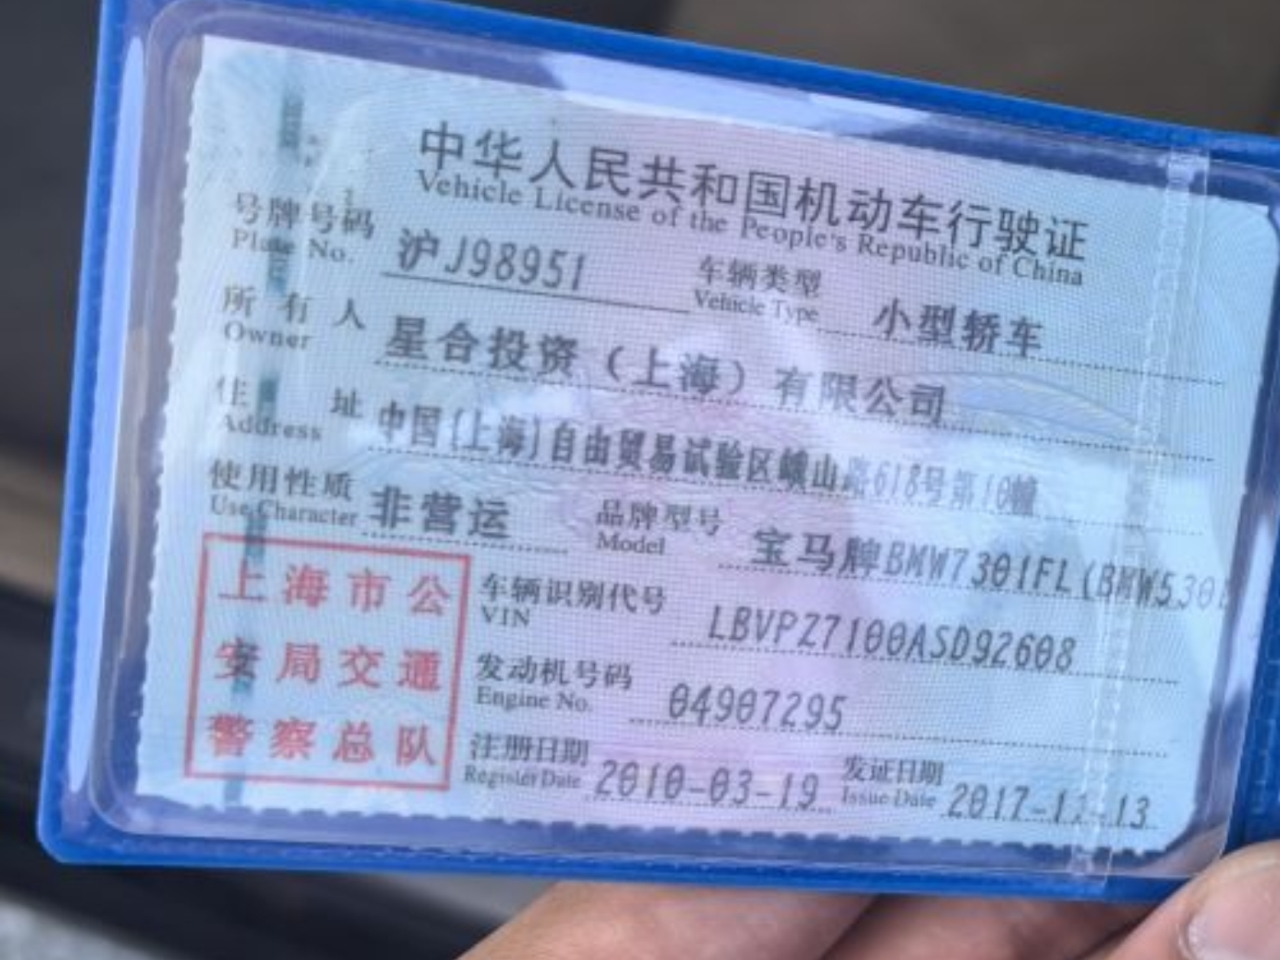 中华人民共和国机动车行驶证
Vehicle License of the People's Republic of China
号牌号码 沪J98951 车辆类型 小型轿车
Plate No. Vehicle Type
所有人 星合投资（上海）有限公司
Owner
住址 中国(上海)自由贸易试验区峨山路618号第10幢
Address
使用性质 非营运 品牌型号 宝马牌BMW7301FL(BMW530
Use Character Model
上海市公
安局交通
警察总队
车辆识别代号 LBVPZ7100ASD92608
VIN
发动机号码 04907295
Engine No.
注册日期 2010-03-19 发证日期 2017-11-13
Register Date Issue Date